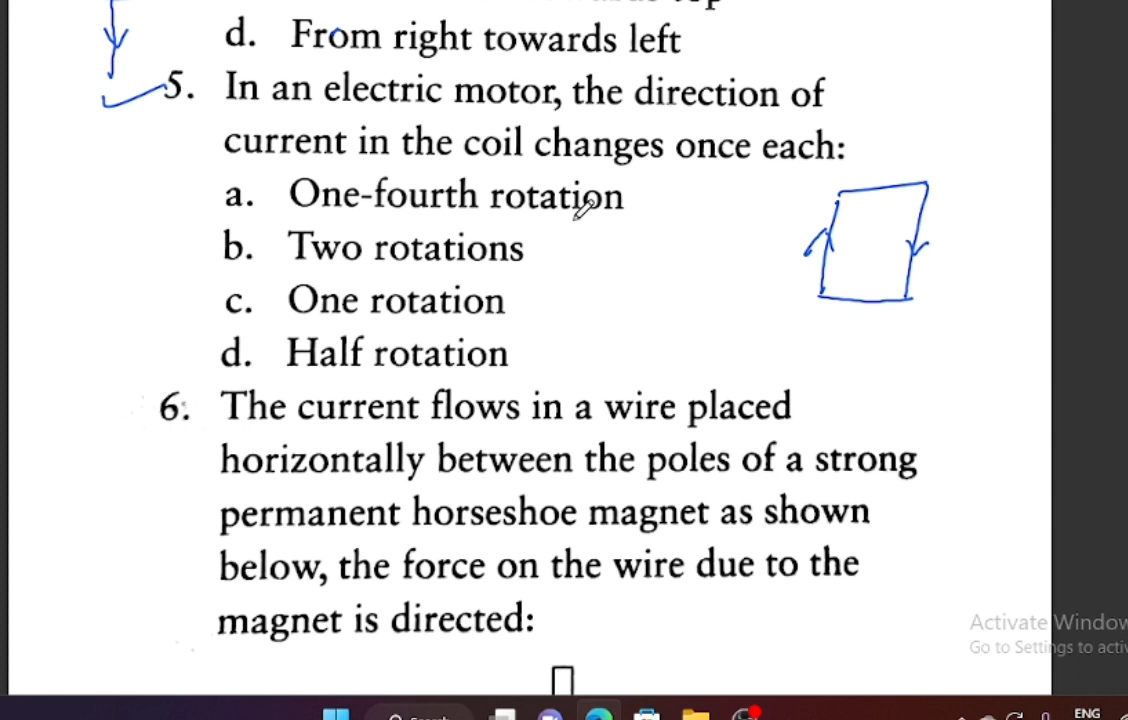 d. From right towards left
5. In an electric motor, the direction of
current in the coil changes once each:
a. One-fourth rotation
b. Two rotations
c. One rotation
d. Half rotation
6. The current flows in a wire placed
horizontally between the poles of a strong
permanent horseshoe magnet as shown
below, the force on the wire due to the
magnet is directed:
Activate Window
Go to Settings to activ
ENG